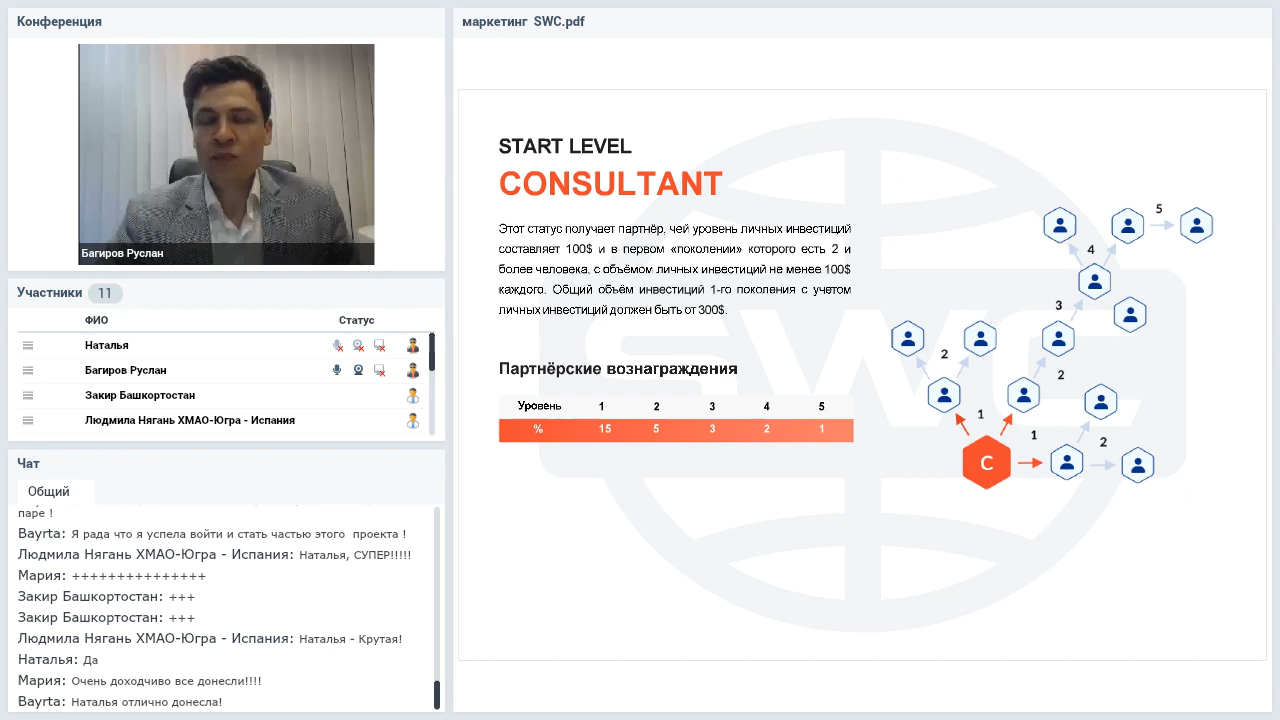 Конференция
Багиров Руслан
Участники 11
ФИО Статус
Наталья
Багиров Руслан
Закир Башкортостан
Людмила Нягань ХМАО-Югра - Испания
Чат
Общий
паре !
Bayrta: Я рада что я успела войти и стать частью этого проекта !
Людмила Нягань ХМАО-Югра - Испания: Наталья, СУПЕР!!!!!
Мария: +++++++++++++++
Закир Башкортостан: +++
Закир Башкортостан: +++
Людмила Нягань ХМАО-Югра - Испания: Наталья - Крутая!
Наталья: Да
Мария: Очень доходчиво все донесли!!!!
Bayrta: Наталья отлично донесла!
маркетинг SWC.pdf
START LEVEL
CONSULTANT
Этот статус получает партнёр, чей уровень личных инвестиций
составляет 100$ и в первом «поколении» которого есть 2 и
более человека, с объёмом личных инвестиций не менее 100$
каждого. Общий объём инвестиций 1-го поколения с учетом
личных инвестиций должен быть от 300$.
Партнёрские вознаграждения
Уровень 1 2 3 4 5
% 15 5 3 2 1
SWC
5
4
3
2
2
1
1
2
C